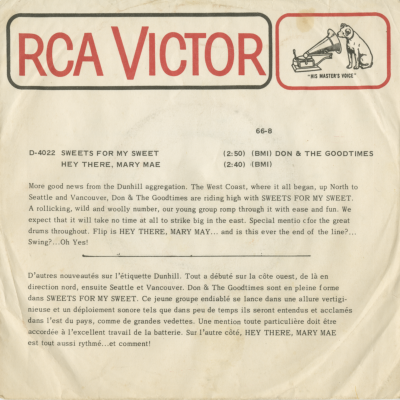 RCA VICTOR
"HIS MASTER'S VOICE"
66-8
D-4022 SWEETS FOR MY SWEET (2:50) (BMI) DON & THE GOODTIMES
HEY THERE, MARY MAE (2:40) (BMI)
More good news from the Dunhill aggregation. The West Coast, where it all began, up North to
Seattle and Vancouver, Don & The Goodtimes are riding high with SWEETS FOR MY SWEET.
A rollicking, wild and woolly number, our young group romp through it with ease and fun. We
expect that it will take no time at all to strike big in the east. Special mentio c for the great
drums throughout. Flip is HEY THERE, MARY MAY... and is this ever the end of the line?...
Swing?...Oh Yes!
D'autres nouveautés sur l'étiquette Dunhill. Tout a débuté sur la côte ouest, de là en
direction nord, ensuite Seattle et Vancouver. Don & The Goodtimes sont en pleine forme
dans SWEETS FOR MY SWEET. Ce jeune groupe endiablé se lance dans une allure vertigi-
nieuse et un déploiement sonore tels que dans peu de temps ils seront entendus et acclamés
dans l'est du pays, comme de grandes vedettes. Une mention toute particulière doit être
accordée à l'excellent travail de la batterie. Sur l'autre côté, HEY THERE, MARY MAE
est tout aussi rythmé...et comment!